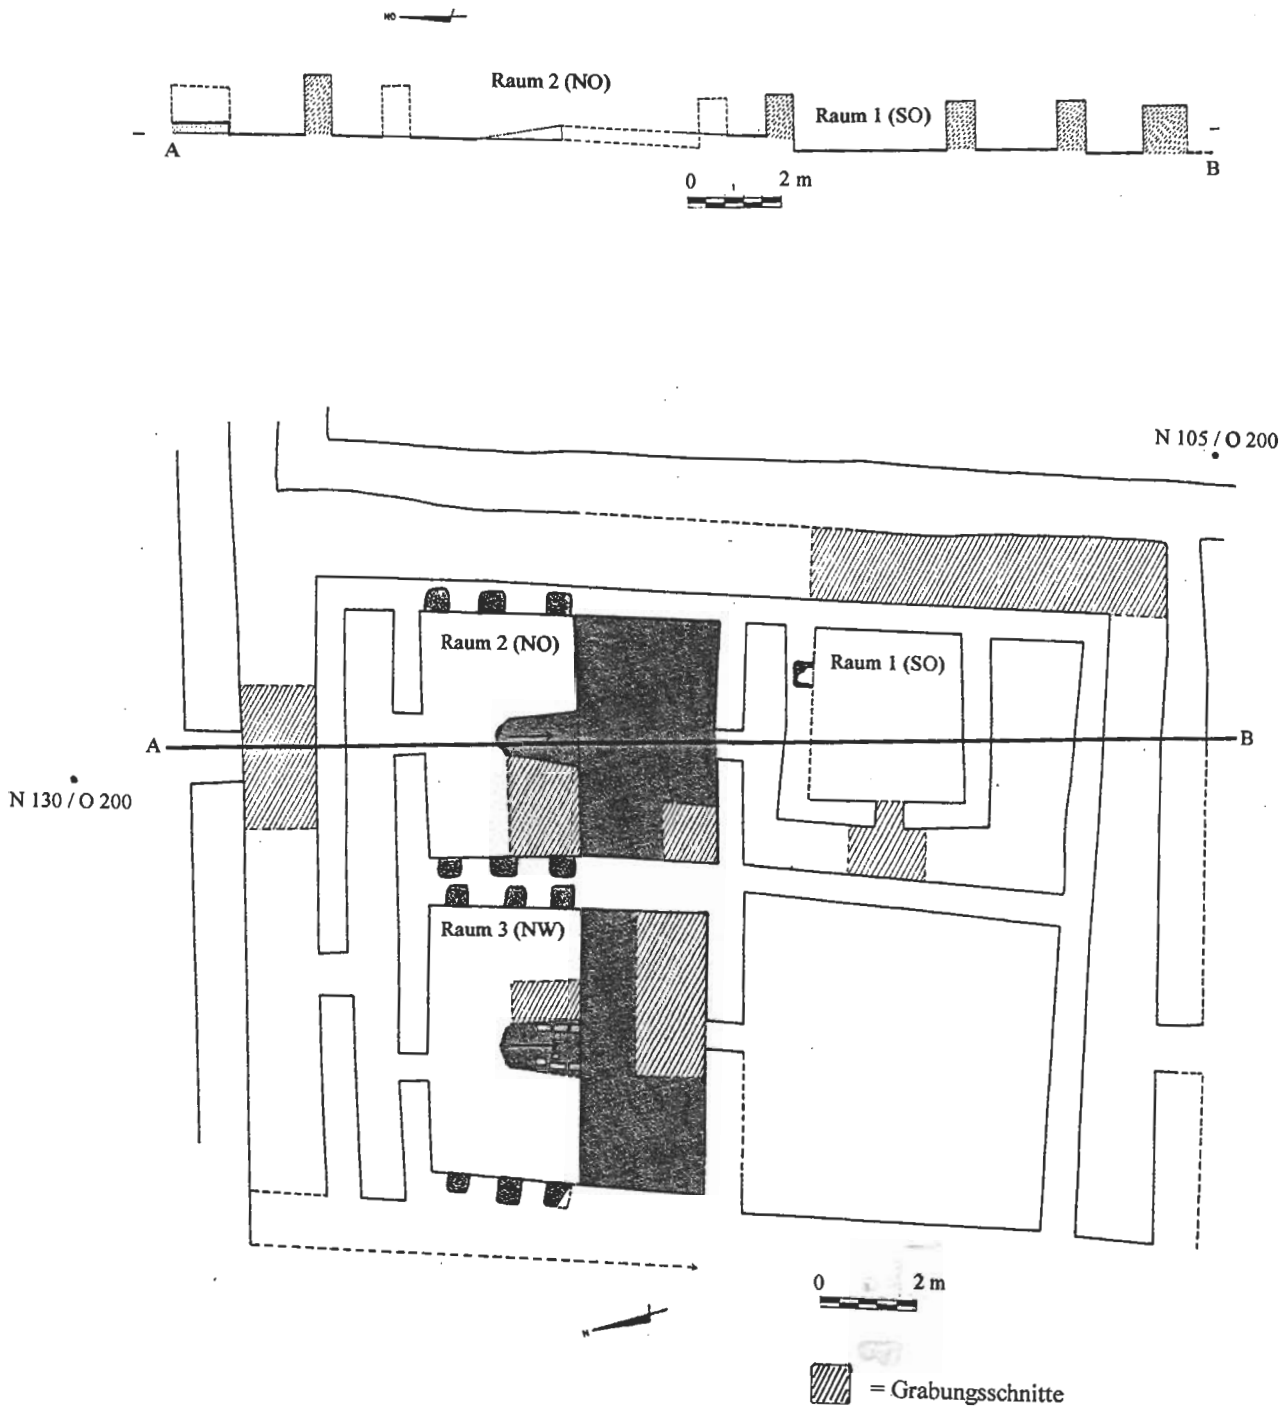 NO
Raum 2 (NO)
Raum 1 (SO)
A
B
0 2 m
N 105 / O 200
Raum 2 (NO)
Raum 1 (SO)
A
B
N 130 / O 200
Raum 3 (NW)
0 2 m
N
= Grabungsschnitte